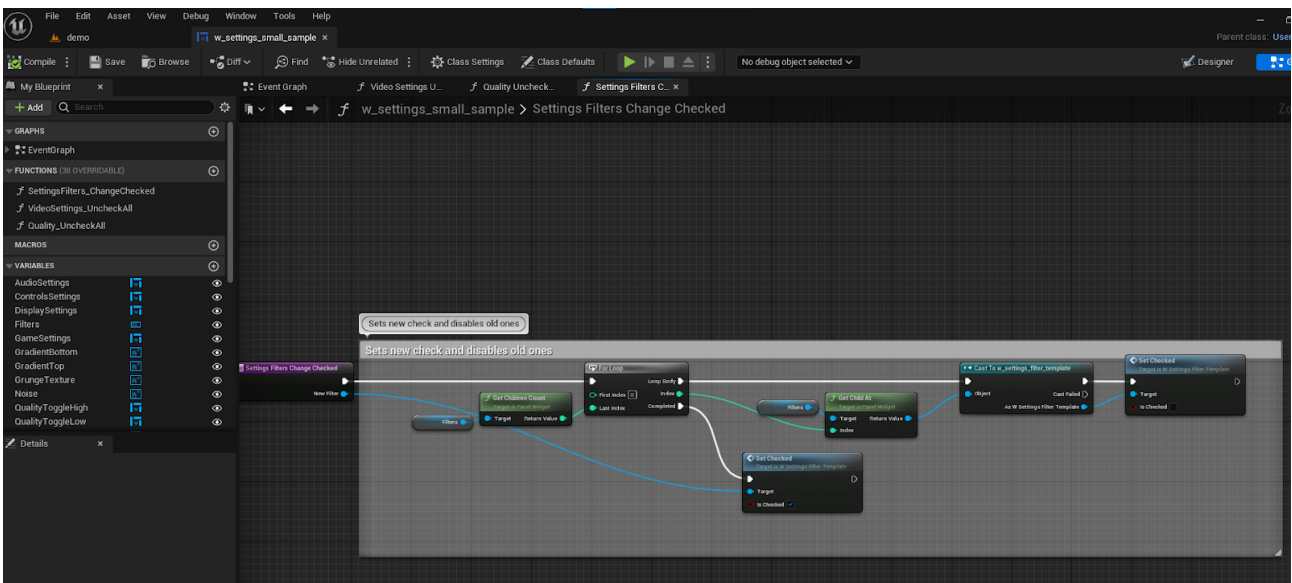 File Edit Asset View Debug Window Tools Help
demo
w_settings_small_sample ×
Parent class: User
Compile
Save
Browse
Diff
Find
Hide Unrelated
Class Settings
Class Defaults
No debug object selected
Designer
My Blueprint ×
Event Graph
Video Settings U...
Quality Uncheck...
Settings Filters C... ×
+ Add
Search
w_settings_small_sample > Settings Filters Change Checked
GRAPHS
EventGraph
FUNCTIONS (38 OVERRIDABLE)
SettingsFilters_ChangeChecked
VideoSettings_UncheckAll
Quality_UncheckAll
MACROS
VARIABLES
AudioSettings
ControlsSettings
DisplaySettings
Filters
GameSettings
GradientBottom
GradientTop
GrungeTexture
Noise
QualityToggleHigh
QualityToggleLow
Details ×
Sets new check and disables old ones
Sets new check and disables old ones
Settings Filters Change Checked
New Filter
Filters
Get Children Count
Target is Panel Widget
Target Return Value
For Loop
Loop Body
First Index 0 Index
Last Index Completed
Filters
Get Child At
Target is Panel Widget
Target Return Value
Index
Cast To w_settings_filter_template
Object Cast Failed
As W Settings Filter Template
Set Checked
Target is W Settings Filter Template
Target
Is Checked
Set Checked
Target is W Settings Filter Template
Target
Is Checked